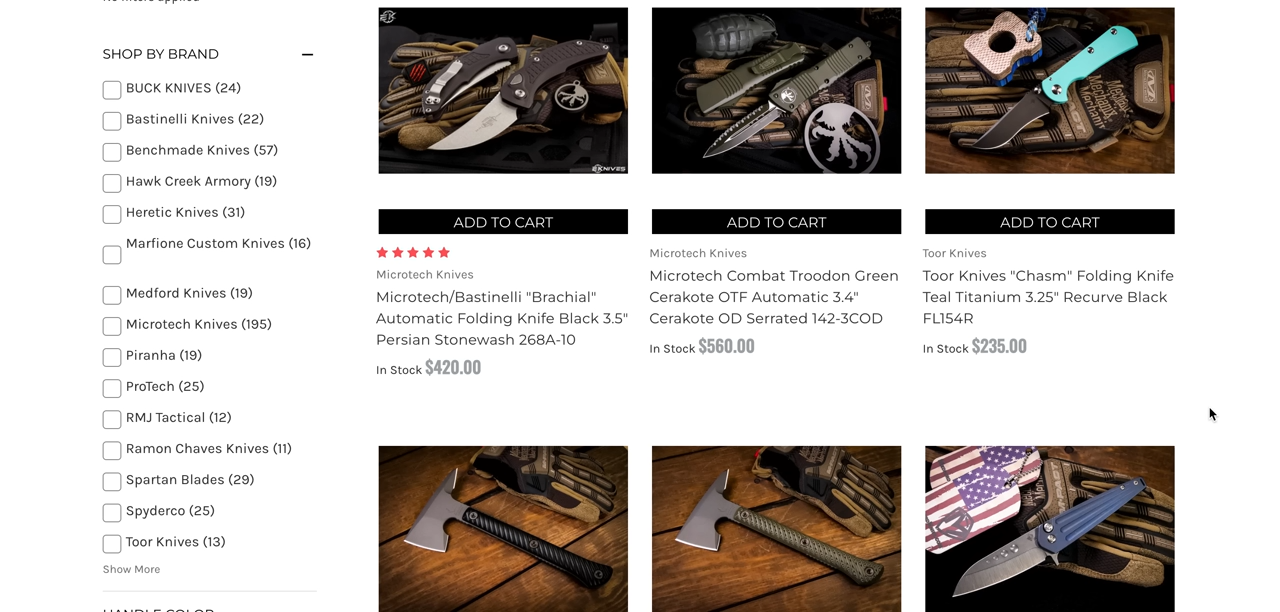 SHOP BY BRAND
BUCK KNIVES (24)
Bastinelli Knives (22)
Benchmade Knives (57)
Hawk Creek Armory (19)
Heretic Knives (31)
Marfione Custom Knives (16)
Medford Knives (19)
Microtech Knives (195)
Piranha (19)
ProTech (25)
RMJ Tactical (12)
Ramon Chaves Knives (11)
Spartan Blades (29)
Spyderco (25)
Toor Knives (13)
Show More
KNIVES
ADD TO CART
Microtech Knives
Microtech/Bastinelli "Brachial"
Automatic Folding Knife Black 3.5"
Persian Stonewash 268A-10
In Stock $420.00
ADD TO CART
Microtech Knives
Microtech Combat Troodon Green
Cerakote OTF Automatic 3.4"
Cerakote OD Serrated 142-3COD
In Stock $560.00
ADD TO CART
Toor Knives
Toor Knives "Chasm" Folding Knife
Teal Titanium 3.25" Recurve Black
FL154R
In Stock $235.00